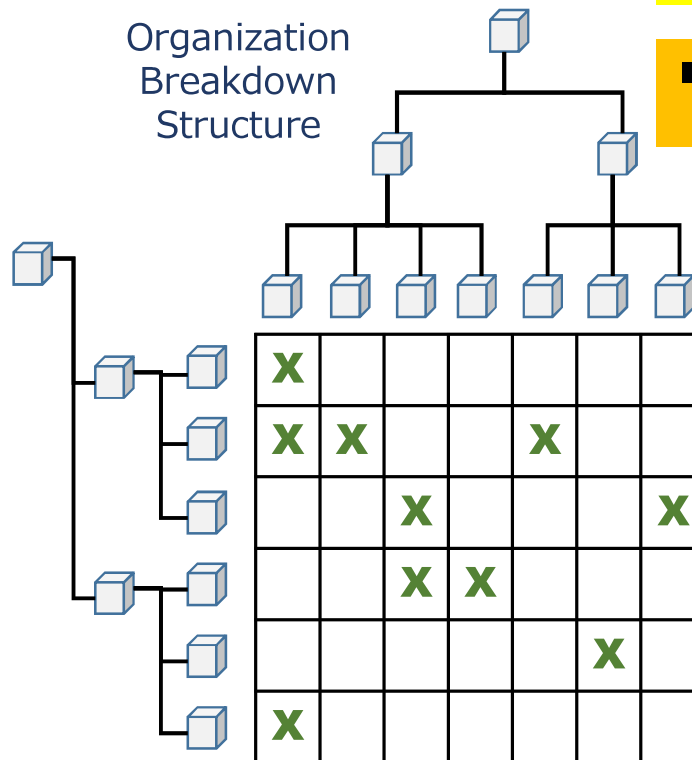 Organization
Breakdown
Structure
X
X X X
X X
X X
X
X